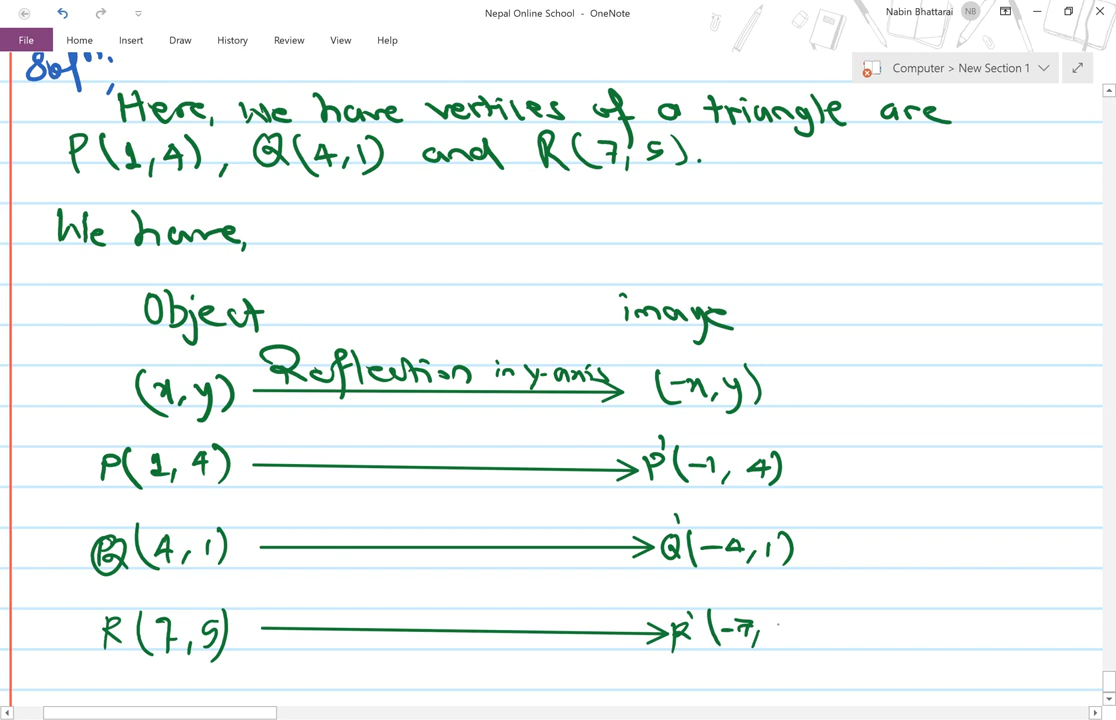 Nepal Online School - OneNote
Nabin Bhattarai NB
File Home Insert Draw History Review View Help
Computer > New Section 1
Solⁿ:,
Here, We have vertices of a triangle are
P(1,4), Q(4,1) and R(7,5).
We have,
Object image
(x,y) Reflection in y-axis (-x,y)
P(1,4) P'(-1, 4)
Q(4,1) Q'(-4,1)
R(7,5) R'(-7,